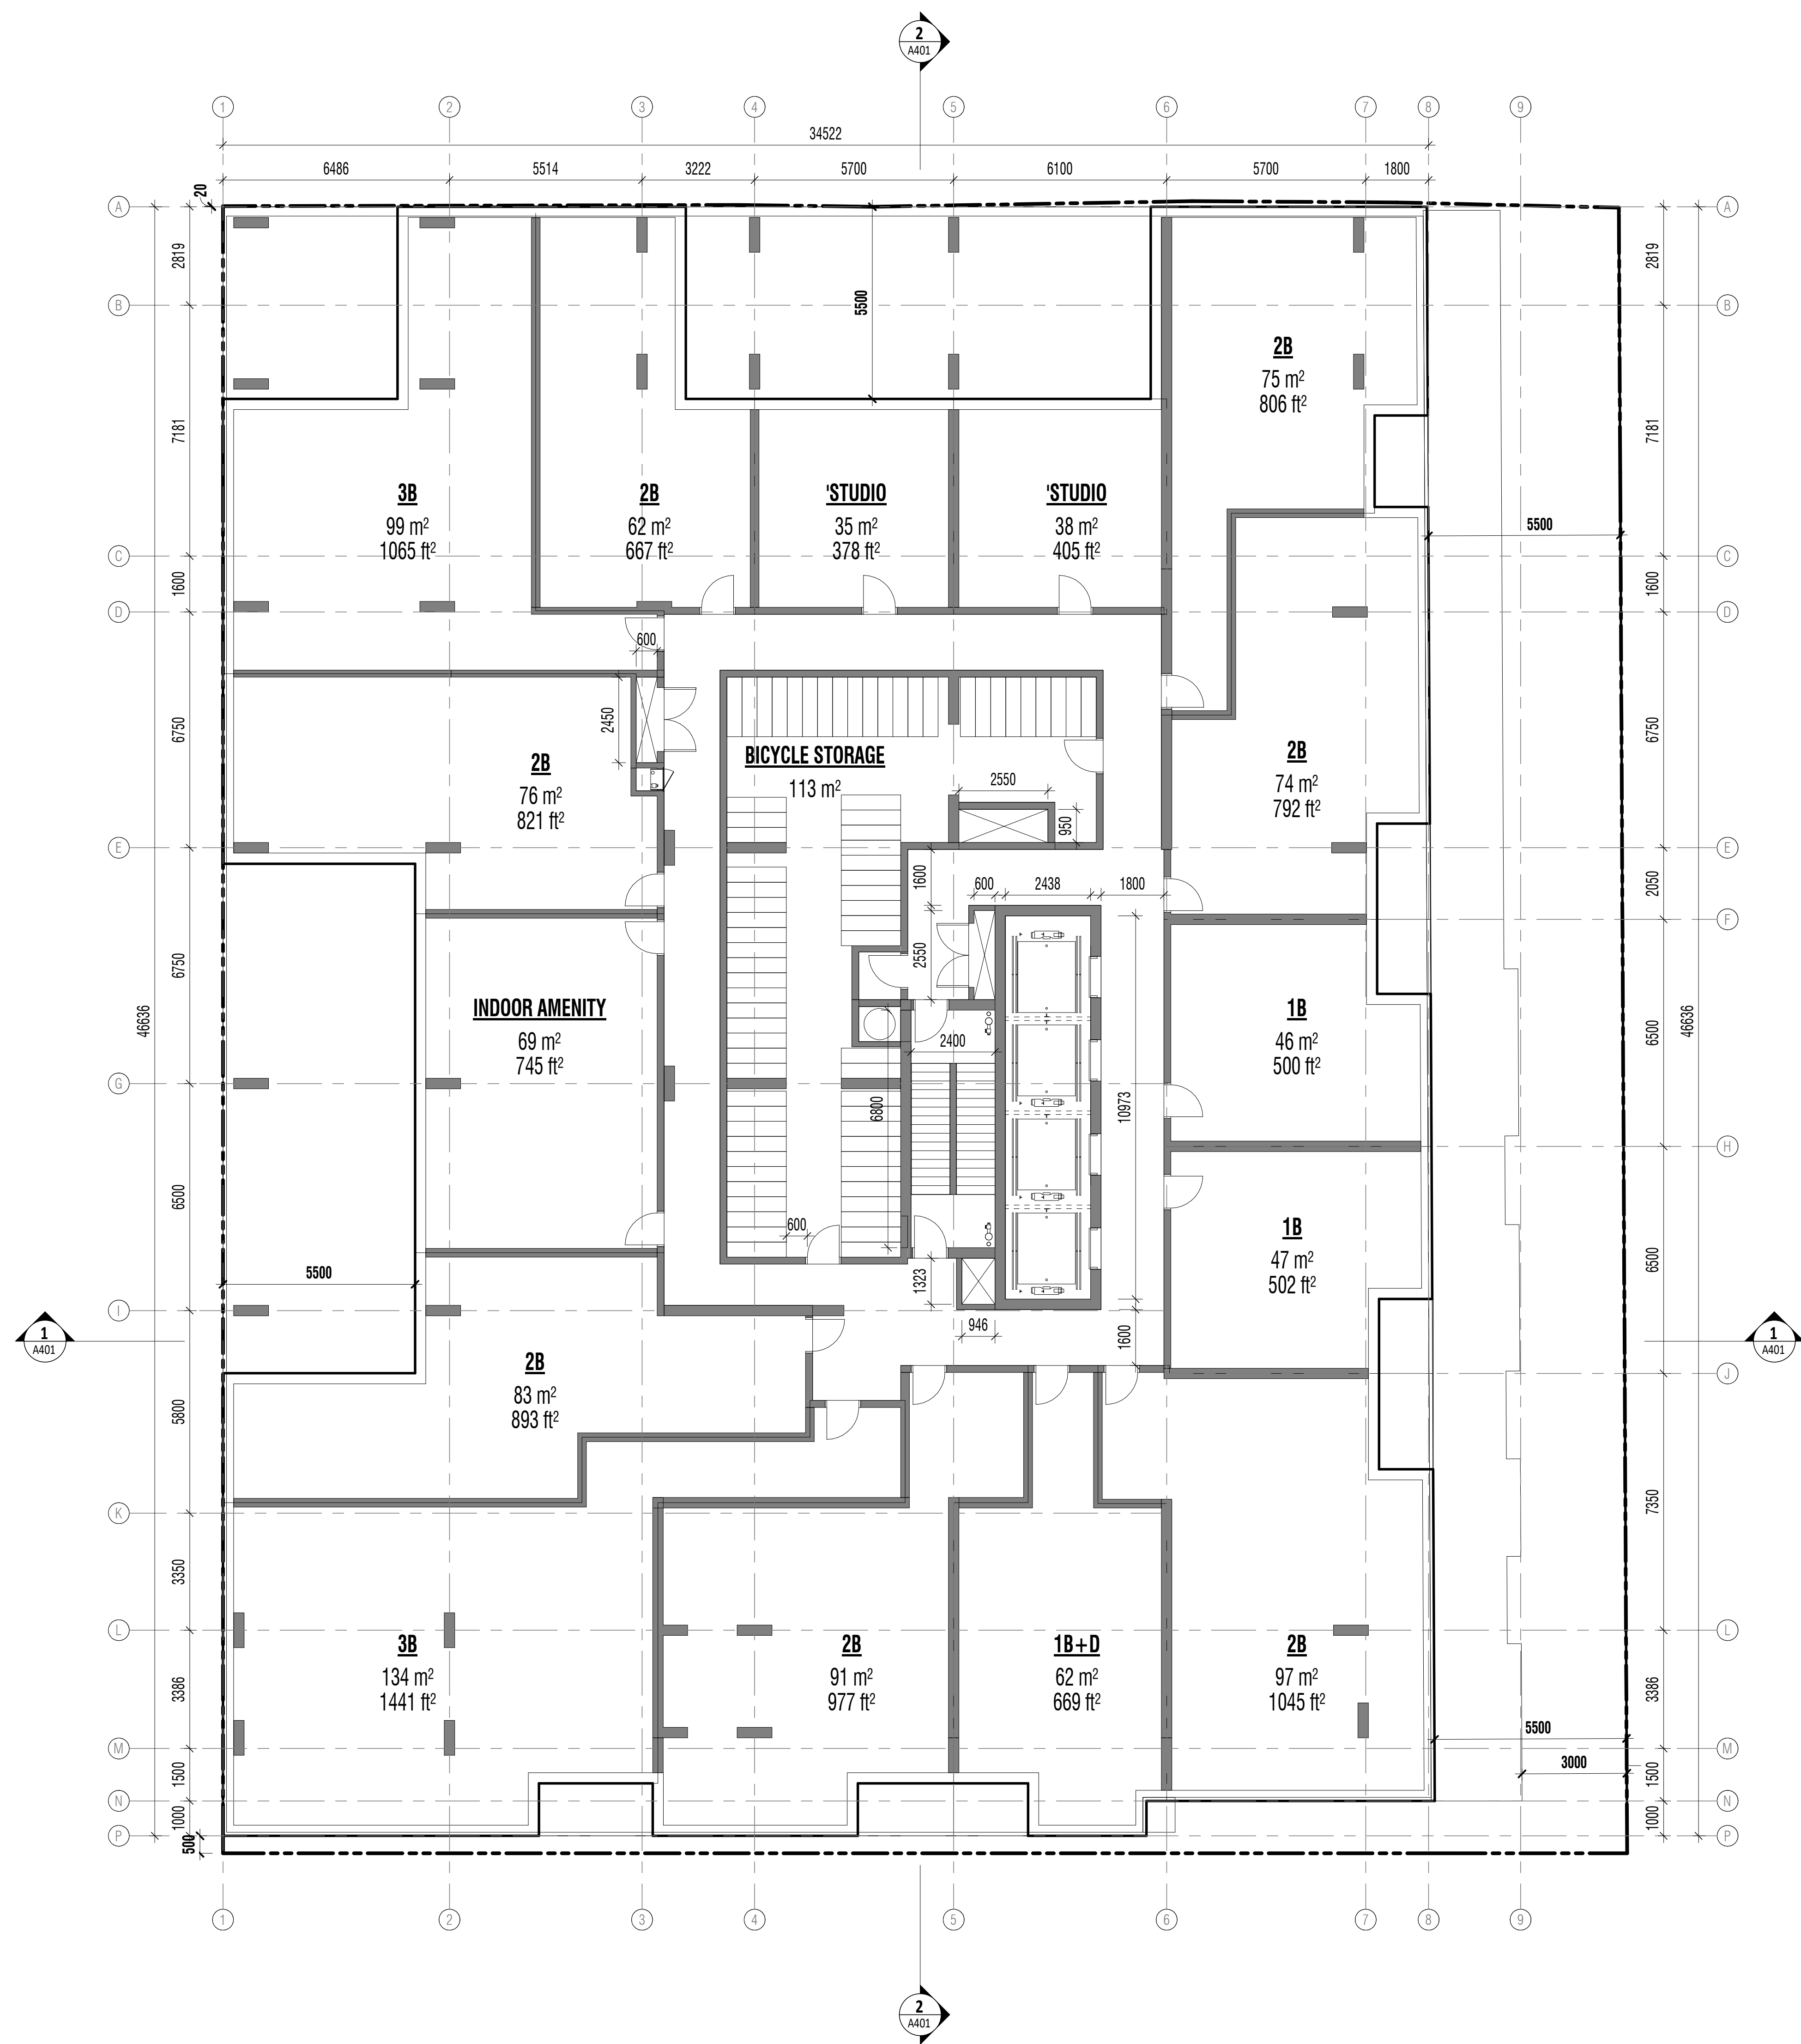 2
A401
1 2 3 4 5 6 7 8 9
34522
6486 5514 3222 5700 6100 5700 1800
20
A A
2819 2819
B B
5500
2B
75 m²
806 ft²
7181 7181
3B
99 m²
1065 ft²
2B
62 m²
667 ft²
'STUDIO
35 m²
378 ft²
'STUDIO
38 m²
405 ft²
5500
C C
1600 1600
D D
600
2450
6750 6750
2B
76 m²
821 ft²
BICYCLE STORAGE
113 m²
2550
950
2B
74 m²
792 ft²
E E
1600
600 2438 1800
2050
F
2550
6750
46636 46636
INDOOR AMENITY
69 m²
745 ft²
1B
46 m²
500 ft²
6500
2400
G
6800
10973
H
6500
600
1B
47 m²
502 ft²
6500
5500
1323
I
946
1600
1
A401
1
A401
2B
83 m²
893 ft²
J
5800
K
7350
3350
L L
3B
134 m²
1441 ft²
2B
91 m²
977 ft²
1B+D
62 m²
669 ft²
2B
97 m²
1045 ft²
3386 3386
5500
M M
3000
1500 1500
N N
1000 1000
P P
500
1 2 3 4 5 6 7 8 9
2
A401